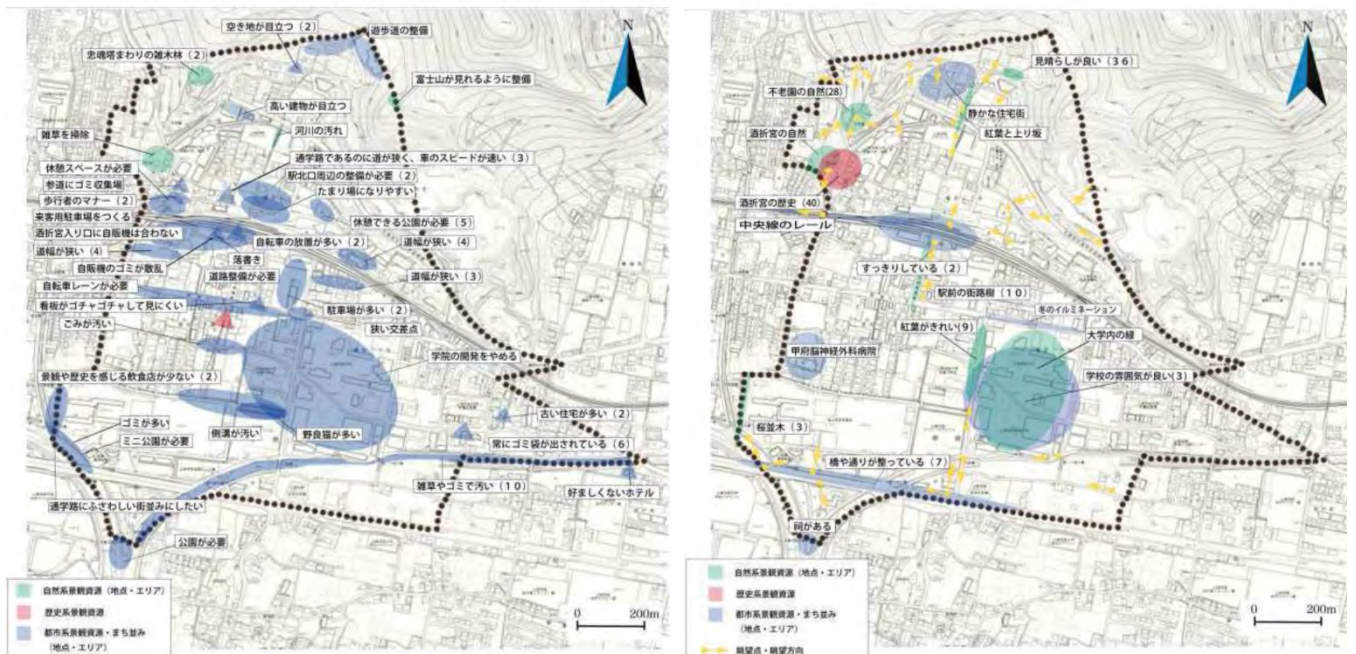 空き地が目立つ（2）
遊歩道の整備
N
忠魂塔まわりの雑木林（2）
富士山が見れるように整備
高い建物が目立つ
河川の汚れ
雑草を掃除
通学路であるのに道が狭く、車のスピードが速い（3）
休憩スペースが必要
駅北口周辺の整備が必要（2）
参道にゴミ収集場
たまり場になりやすい
歩行者のマナー（2）
来客用駐車場をつくる
休憩できる公園が必要（5）
酒折宮入り口に自販機は合わない
自転車の放置が多い（2）
道幅が狭い（4）
道幅が狭い（4）
落書き
自販機のゴミが散乱
道路整備が必要
道幅が狭い（3）
自転車レーンが必要
看板がゴチャゴチャして見にくい
駐車場が多い（2）
ごみが汚い
狭い交差点
学院の開発をやめる
景観や歴史を感じる飲食店が少ない（2）
古い住宅が多い（2）
ゴミが多い
ミニ公園が必要
側溝が汚い
野良猫が多い
常にゴミ袋が出されている（6）
雑草やゴミで汚い（10）
好ましくないホテル
通学路にふさわしい街並みにしたい
公園が必要
自然系景観資源（地点・エリア）
歴史系景観資源
都市系景観資源・まち並み
（地点・エリア）
0 200m
N
見晴らしが良い（36）
不老園の自然(28)
静かな住宅街
酒折宮の自然
紅葉と上り坂
酒折宮の歴史（40）
中央線のレール
すっきりしている（2）
駅前の街路樹（10）
冬のイルミネーション
紅葉がきれい(9)
大学内の緑
甲府脳神経外科病院
学校の雰囲気が良い(3)
桜並木（3）
橋や通りが整っている（7）
祠がある
自然系景観資源（地点・エリア）
歴史系景観資源
都市系景観資源・まち並み
（地点・エリア）
眺望点・眺望方向
0 200m